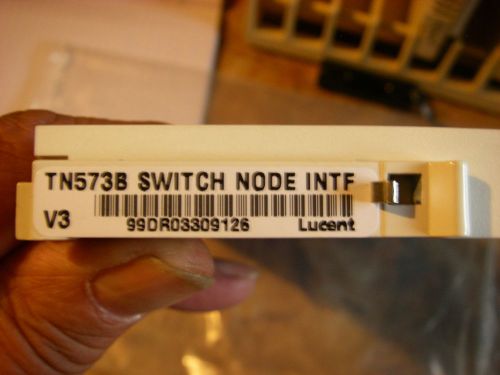 TN573B SWITCH NODE INTF
V3
99DR03309126 Lucent